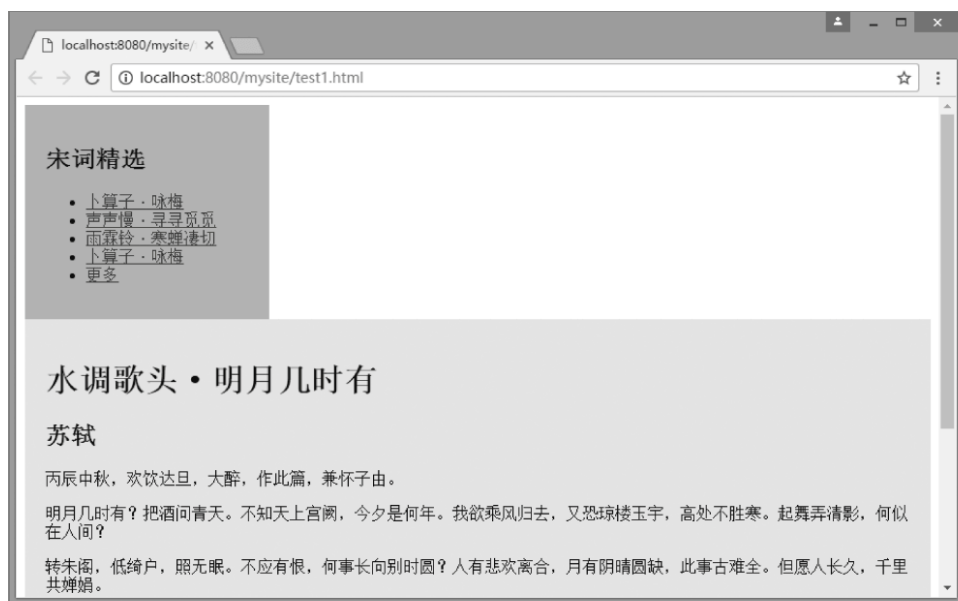 localhost:8080/mysite/
localhost:8080/mysite/test1.html
宋词精选
卜算子·咏梅
声声慢·寻寻觅觅
雨霖铃·寒蝉凄切
卜算子·咏梅
更多
水调歌头·明月几时有
苏轼
丙辰中秋，欢饮达旦，大醉，作此篇，兼怀子由。
明月几时有？把酒问青天。不知天上宫阙，今夕是何年。我欲乘风归去，又恐琼楼玉宇，高处不胜寒。起舞弄清影，何似
在人间？
转朱阁，低绮户，照无眠。不应有恨，何事长向别时圆？人有悲欢离合，月有阴晴圆缺，此事古难全。但愿人长久，千里
共婵娟。